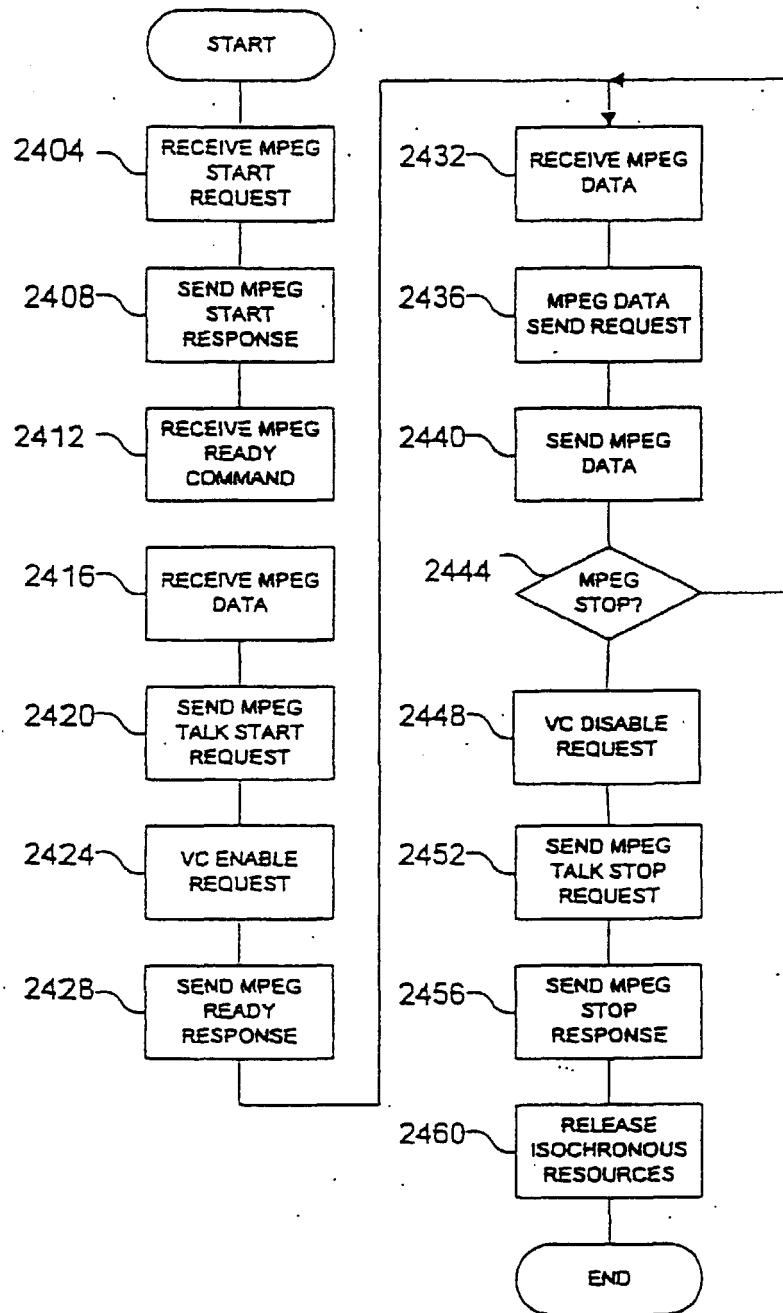 START
2404
RECEIVE MPEG
START
REQUEST
2408
SEND MPEG
START
RESPONSE
2412
RECEIVE MPEG
READY
COMMAND
2416
RECEIVE MPEG
DATA
2420
SEND MPEG
TALK START
REQUEST
2424
VC ENABLE
REQUEST
2428
SEND MPEG
READY
RESPONSE
2432
RECEIVE MPEG
DATA
2436
MPEG DATA
SEND REQUEST
2440
SEND MPEG
DATA
2444
MPEG
STOP?
2448
VC DISABLE
REQUEST
2452
SEND MPEG
TALK STOP
REQUEST
2456
SEND MPEG
STOP
RESPONSE
2460
RELEASE
ISOCHRONOUS
RESOURCES
END